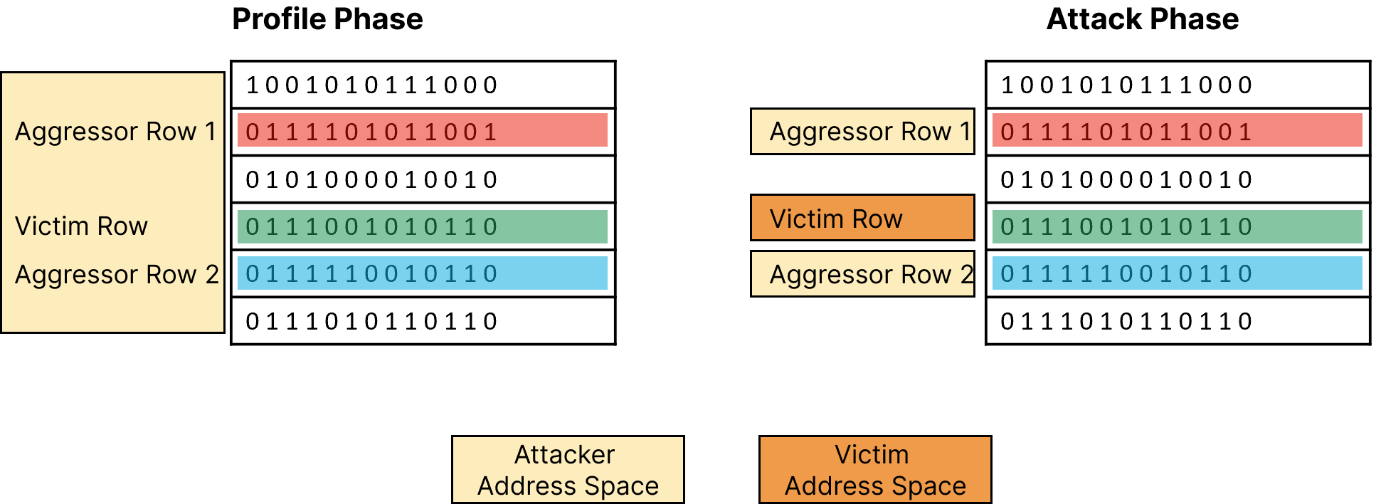 Profile Phase
Attack Phase
1 0 0 1 0 1 0 1 1 1 0 0 0
Aggressor Row 1
0 1 1 1 1 0 1 0 1 1 0 0 1
0 1 0 1 0 0 0 0 1 0 0 1 0
Victim Row
0 1 1 1 0 0 1 0 1 0 1 1 0
Aggressor Row 2
0 1 1 1 1 1 0 0 1 0 1 1 0
0 1 1 1 0 1 0 1 1 0 1 1 0
1 0 0 1 0 1 0 1 1 1 0 0 0
Aggressor Row 1
0 1 1 1 1 0 1 0 1 1 0 0 1
0 1 0 1 0 0 0 0 1 0 0 1 0
Victim Row
0 1 1 1 0 0 1 0 1 0 1 1 0
Aggressor Row 2
0 1 1 1 1 1 0 0 1 0 1 1 0
0 1 1 1 0 1 0 1 1 0 1 1 0
Attacker
Address Space
Victim
Address Space